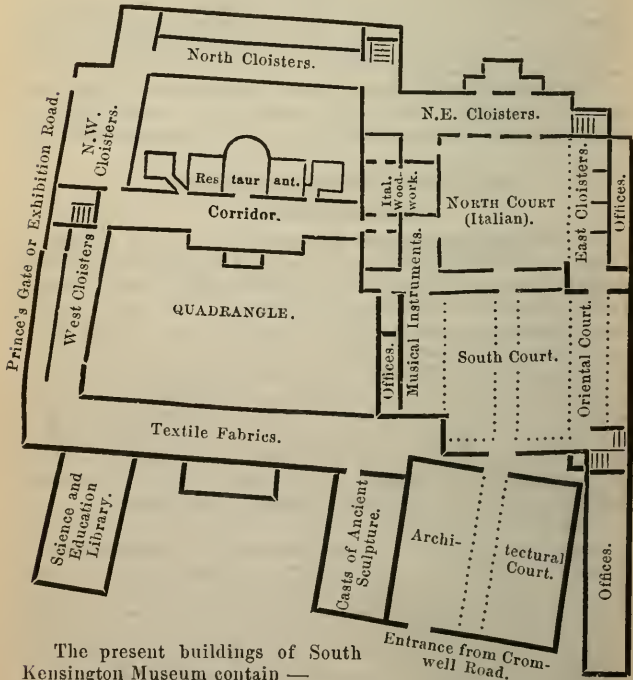 North Cloisters.
N.E. Cloisters.
N.W.
Cloisters.
Prince's Gate or Exhibition Road.
Res taur ant.
Corridor.
Ital.
Wood-
work.
NORTH COURT
(Italian).
East Cloisters.
Offices.
West Cloisters
QUADRANGLE.
Offices.
Musical Instruments.
South Court.
Oriental Court.
Textile Fabrics.
Science and
Education
Library.
Casts of Ancient
Sculpture.
Archi-
tectural
Court.
Offices.
Entrance from Crom-
well Road.
The present buildings of South
Kensington Museum contain —